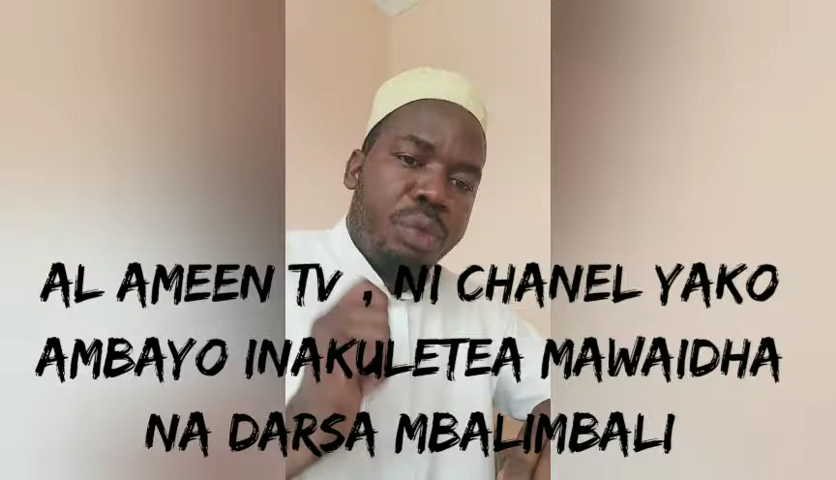 AL AMEEN TV , NI CHANEL YAKO
AMBAYO INAKULETEA MAWAIDHA
NA DARSA MBALIMBALI